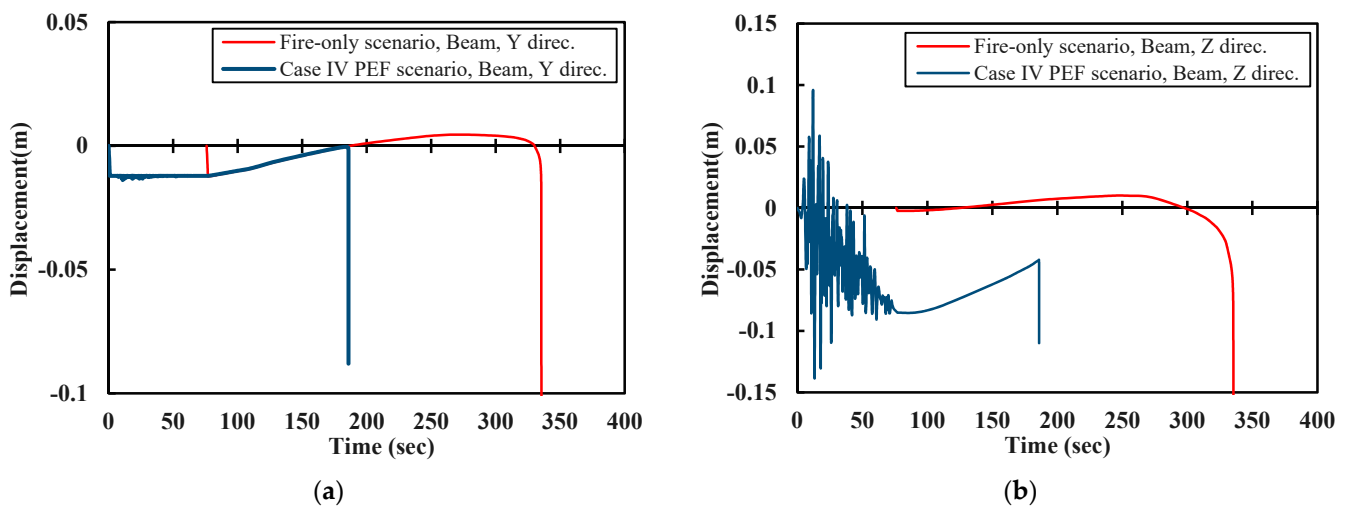 0.05
Fire-only scenario, Beam, Y direc.
Case IV PEF scenario, Beam, Y direc.
0
0 50 100 150 200 250 300 350 400
-0.05
-0.1
Displacement(m)
Time (sec)
(a)
0.15
Fire-only scenario, Beam, Z direc.
Case IV PEF scenario, Beam, Z direc.
0.1
0.05
0
-0.05
-0.1
-0.15
0 50 100 150 200 250 300 350 400
Displacement(m)
Time (sec)
(b)